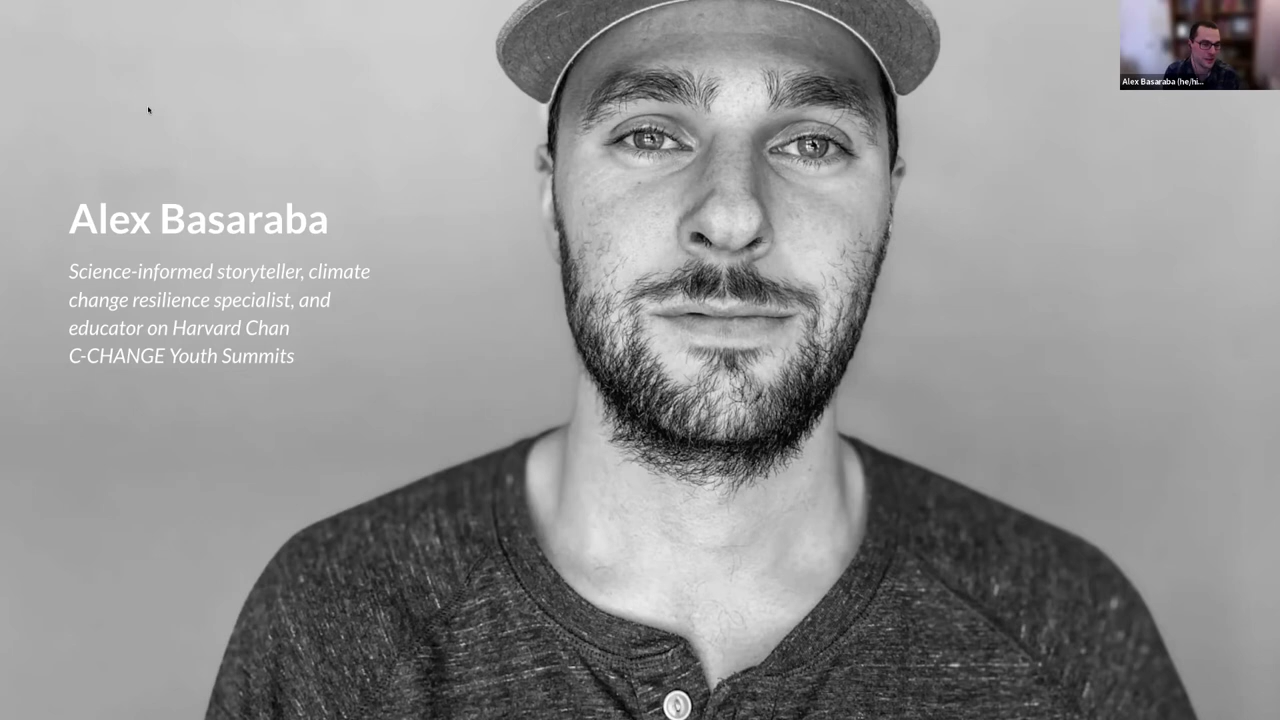 Alex Basaraba (he/hi...
Alex Basaraba
Science-informed storyteller, climate
change resilience specialist, and
educator on Harvard Chan
C-CHANGE Youth Summits